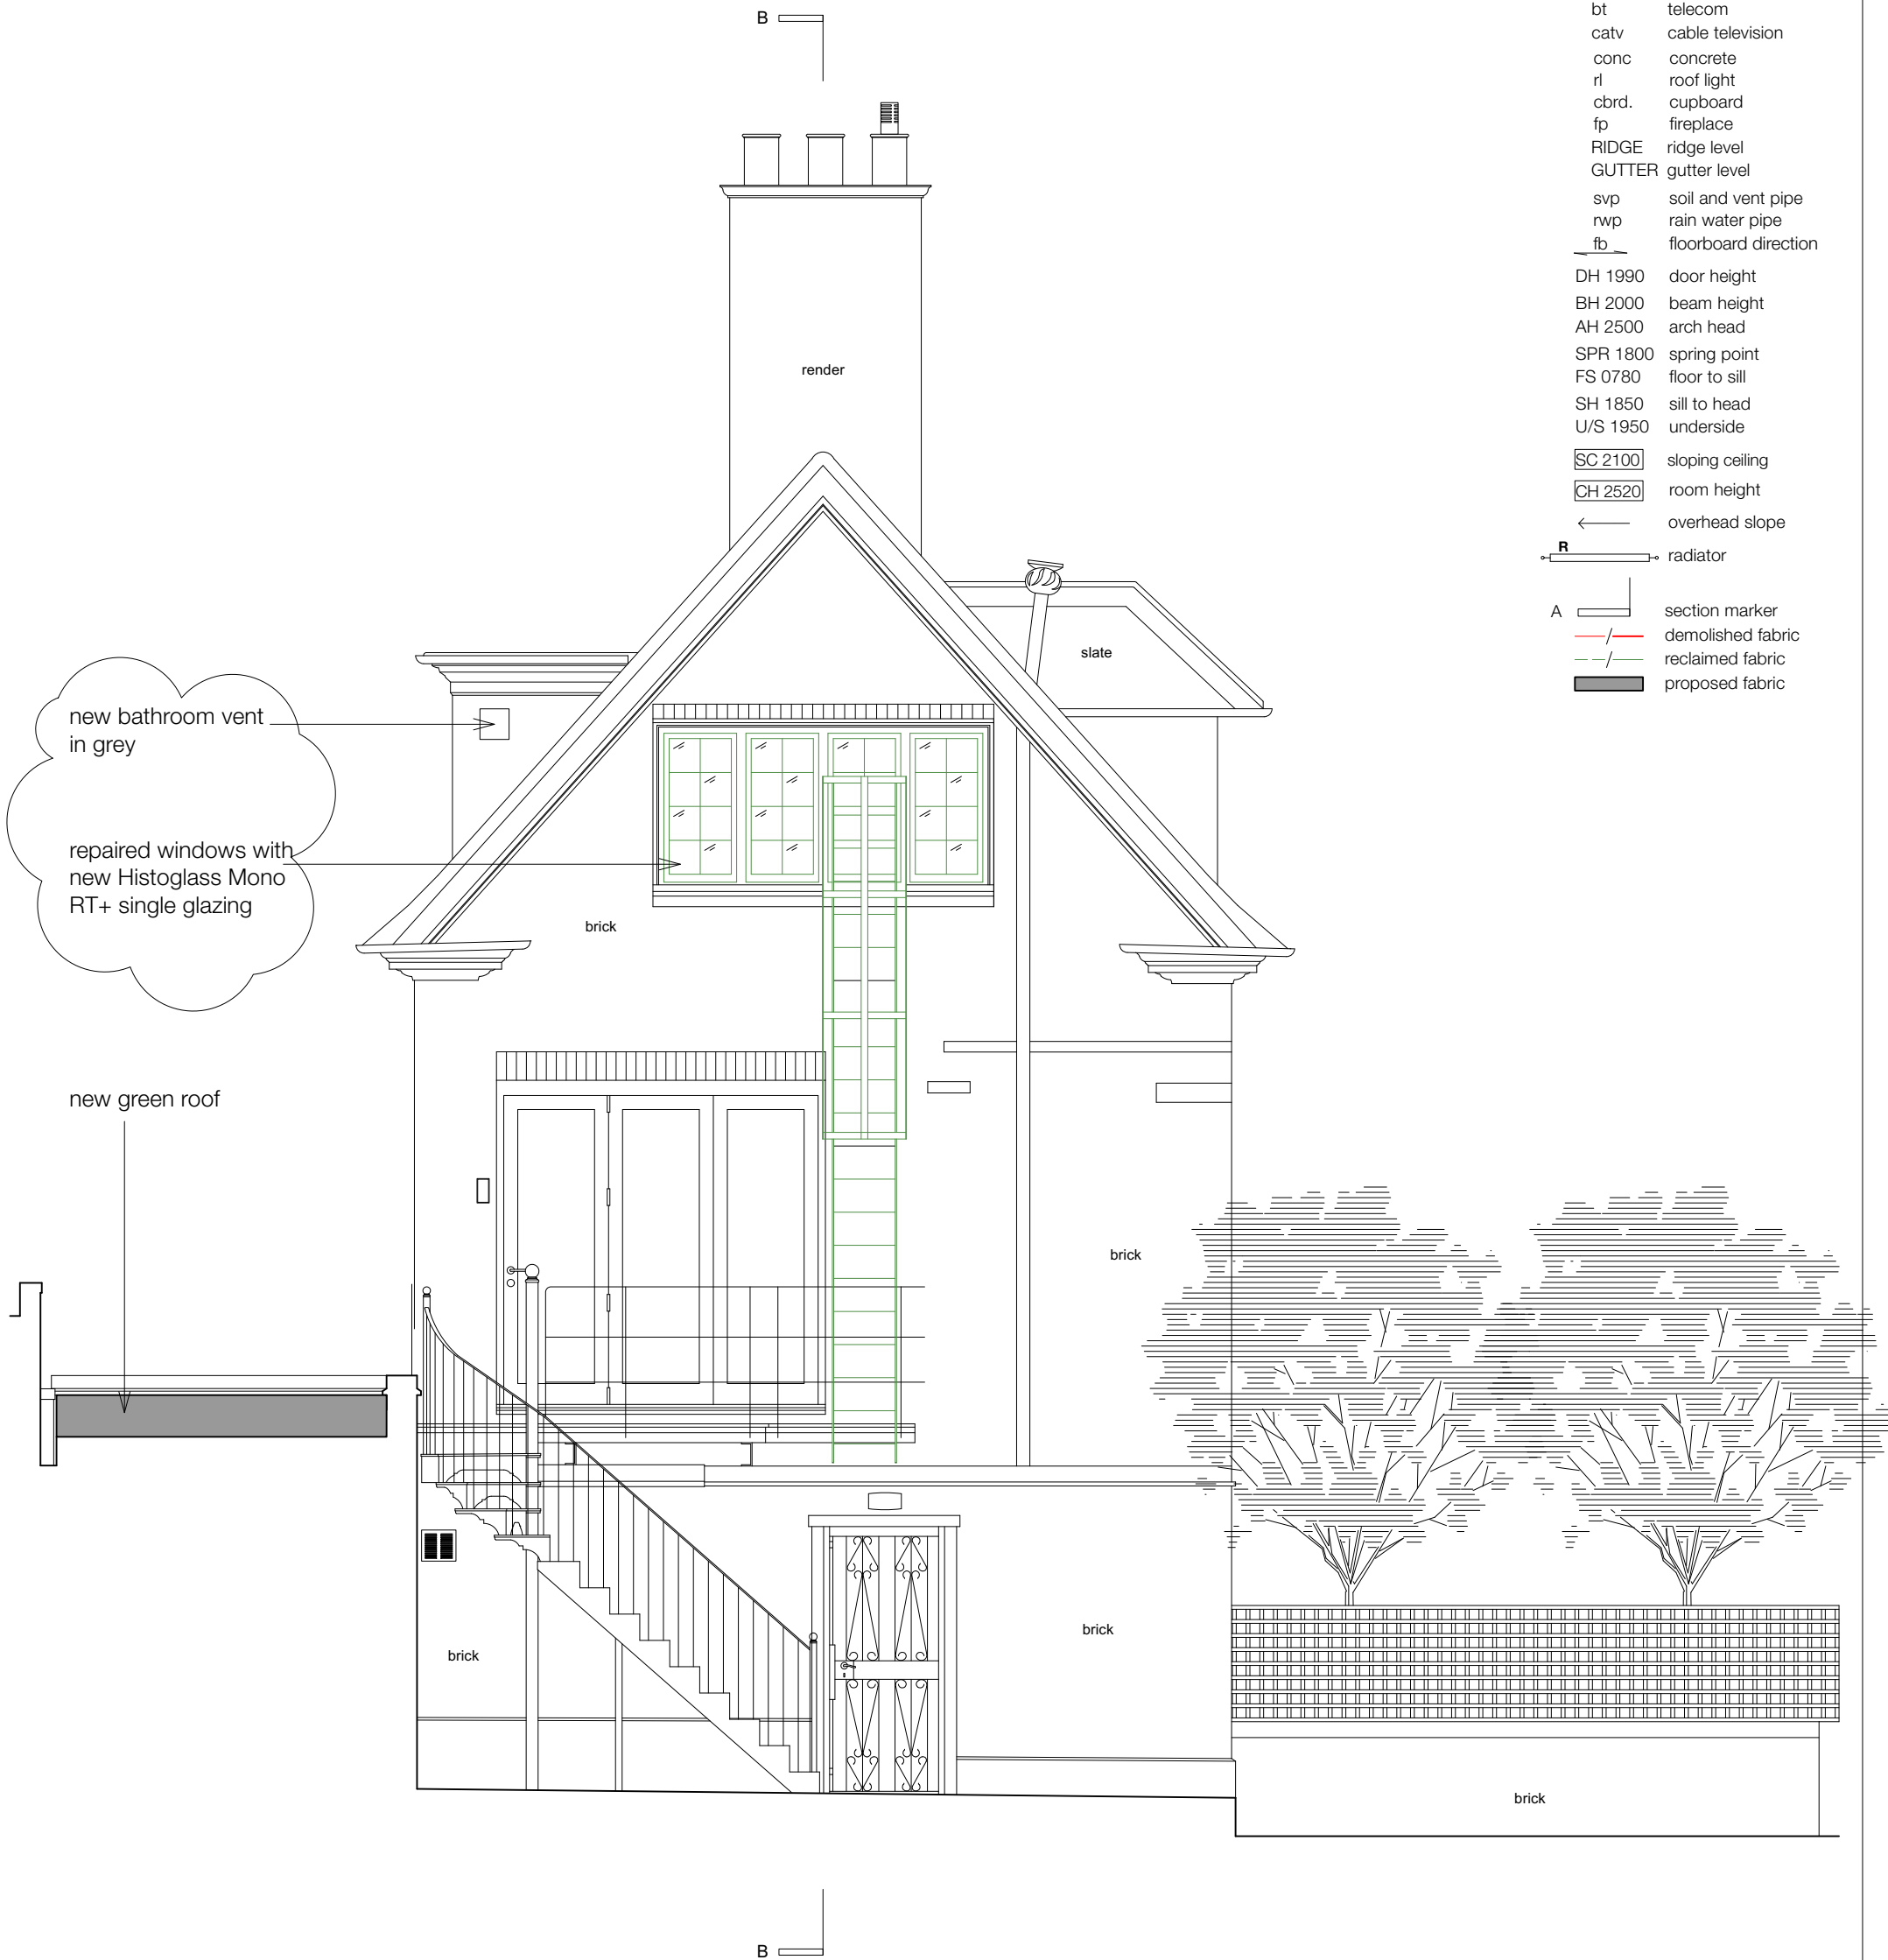 B
bt telecom
catv cable television
conc concrete
rl roof light
cbrd. cupboard
fp fireplace
RIDGE ridge level
GUTTER gutter level
svp soil and vent pipe
rwp rain water pipe
fb floorboard direction
DH 1990 door height
BH 2000 beam height
AH 2500 arch head
SPR 1800 spring point
FS 0780 floor to sill
SH 1850 sill to head
U/S 1950 underside
SC 2100 sloping ceiling
CH 2520 room height
overhead slope
R radiator
A section marker
demolished fabric
reclaimed fabric
proposed fabric
render
slate
new bathroom vent
in grey
repaired windows with
new Histoglass Mono
RT+ single glazing
brick
new green roof
brick
brick
brick
brick
B